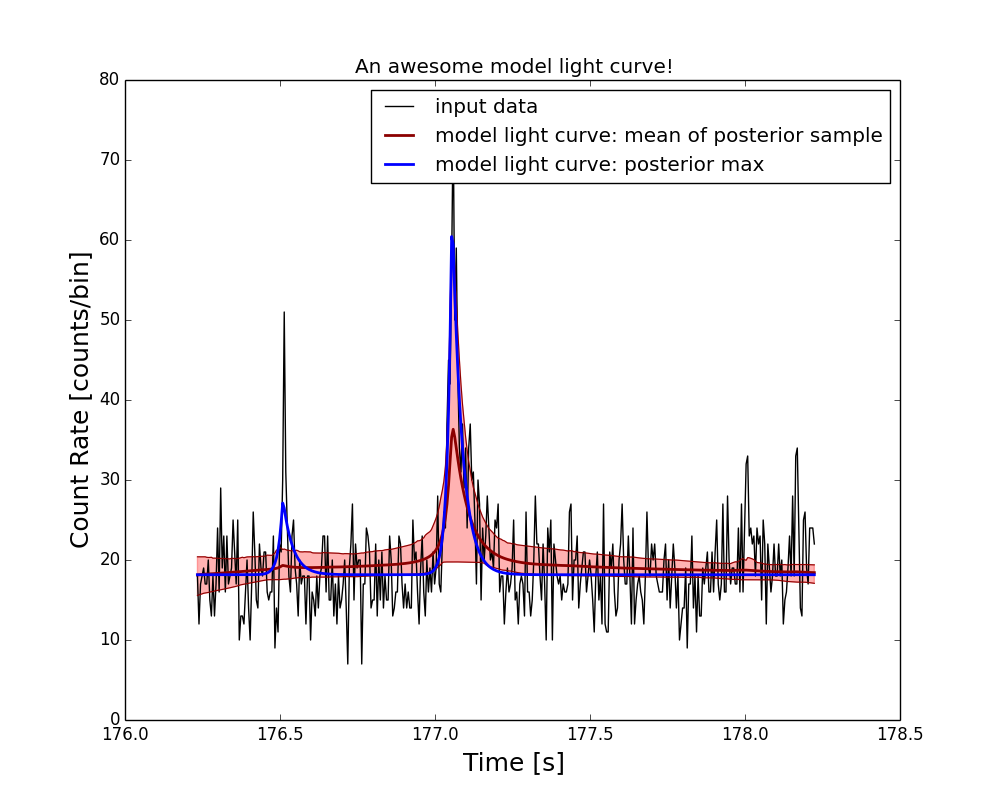 An awesome model light curve!
input data
model light curve: mean of posterior sample
model light curve: posterior max
80
70
60
50
40
30
20
10
0
Count Rate [counts/bin]
176.0 176.5 177.0 177.5 178.0 178.5
Time [s]